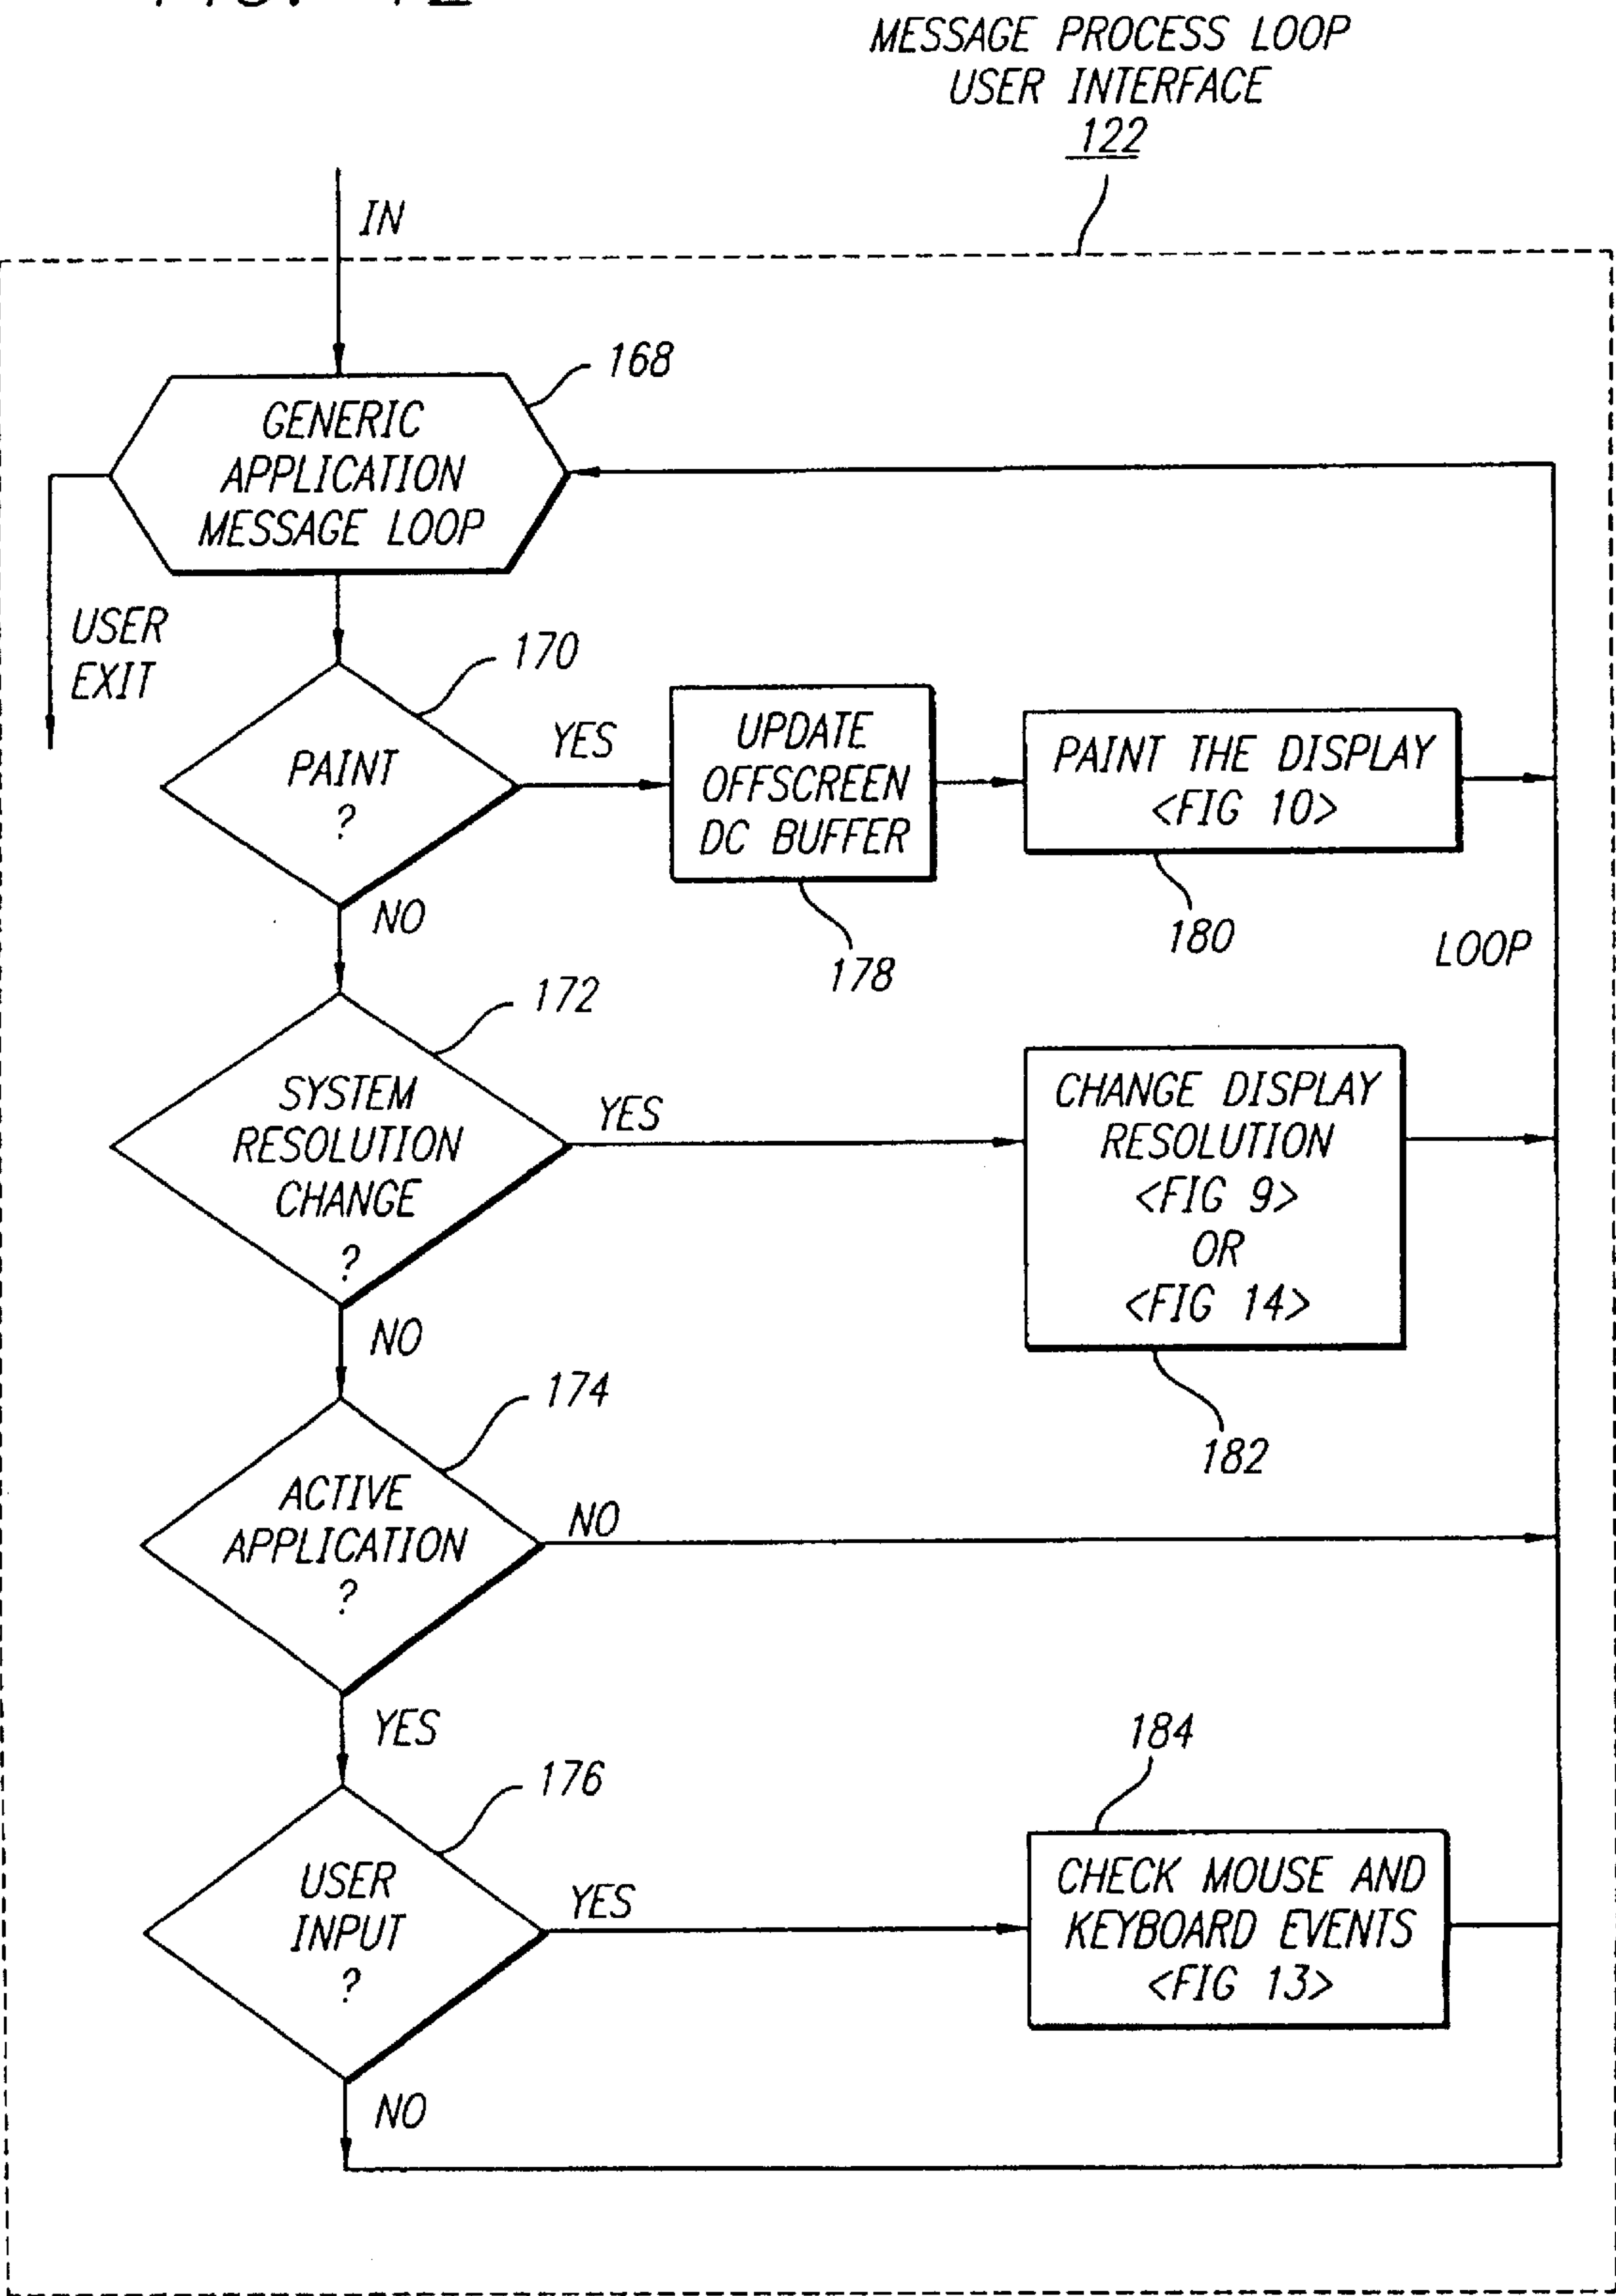 MESSAGE PROCESS LOOP
USER INTERFACE
122
IN
168
GENERIC
APPLICATION
MESSAGE LOOP
USER
EXIT
170
PAINT
?
YES
UPDATE
OFFSCREEN
DC BUFFER
178
PAINT THE DISPLAY
<FIG 10>
180
LOOP
NO
172
SYSTEM
RESOLUTION
CHANGE
?
YES
CHANGE DISPLAY
RESOLUTION
<FIG 9>
OR
<FIG 14>
182
NO
174
ACTIVE
APPLICATION
?
NO
YES
176
USER
INPUT
?
YES
184
CHECK MOUSE AND
KEYBOARD EVENTS
<FIG 13>
NO